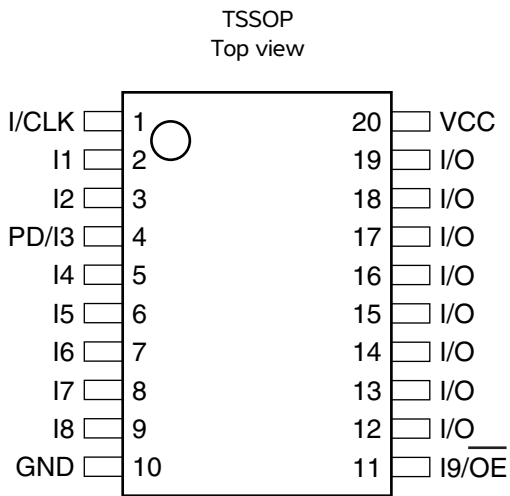 TSSOP
Top view
I/CLK 1 20 VCC
I1 2 19 I/O
I2 3 18 I/O
PD/I3 4 17 I/O
I4 5 16 I/O
I5 6 15 I/O
I6 7 14 I/O
I7 8 13 I/O
I8 9 12 I/O
GND 10 11 I9/O̅E̅